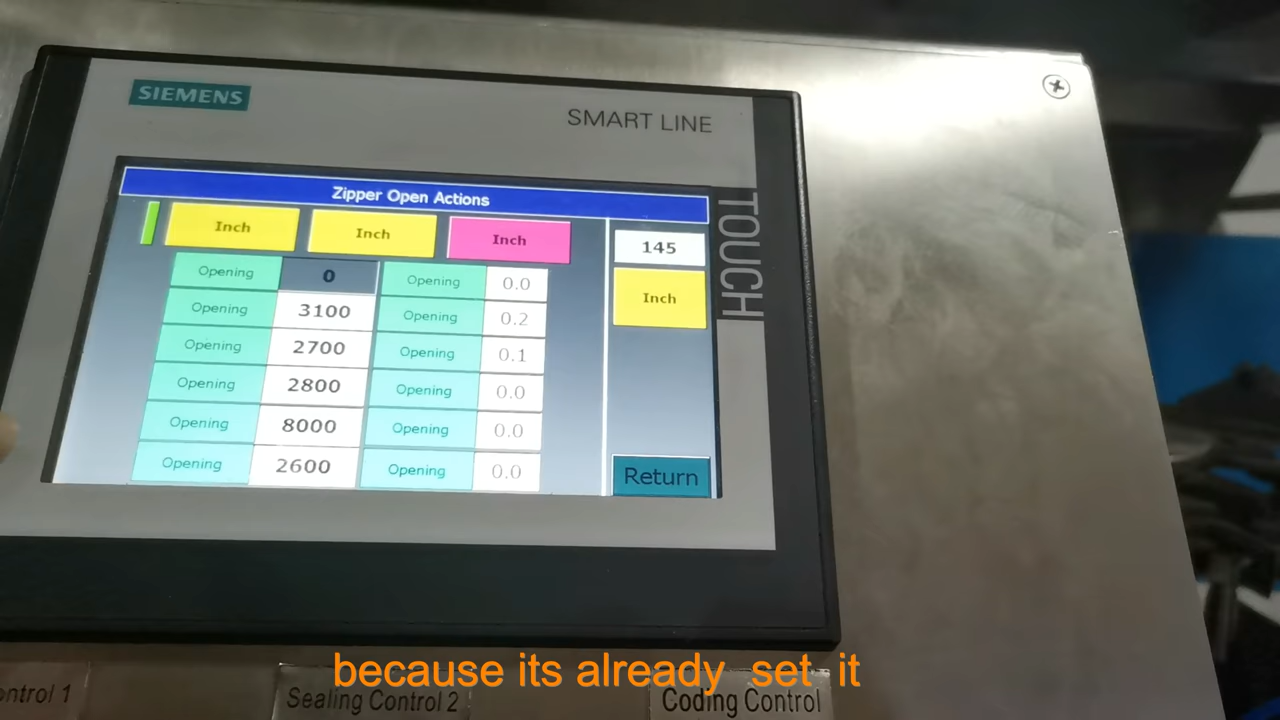 SIEMENS
SMART LINE
TOUCH
Zipper Open Actions
Inch Inch Inch 145
Inch
Opening 0 Opening 0.0
Opening 3100 Opening 0.2
Opening 2700 Opening 0.1
Opening 2800 Opening 0.0
Opening 8000 Opening 0.0
Opening 2600 Opening 0.0
Return
because its already set it
ontrol 1 Sealing Control 2 Coding Control